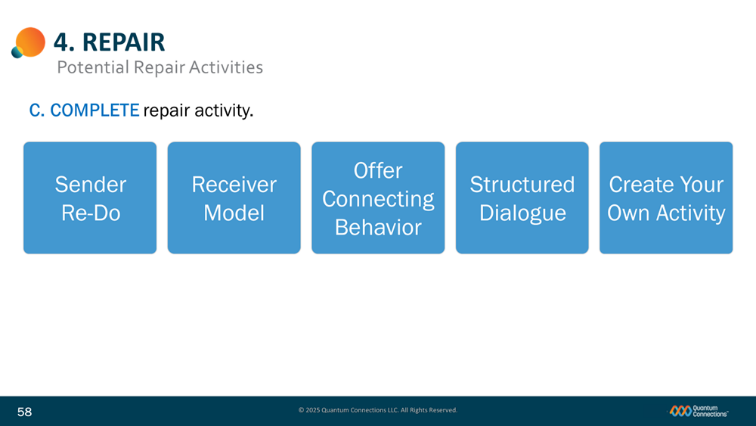 4. REPAIR
Potential Repair Activities
C. COMPLETE repair activity.
Sender
Re-Do
Receiver
Model
Offer
Connecting
Behavior
Structured
Dialogue
Create Your
Own Activity
58
© 2025 Quantum Connections LLC. All Rights Reserved.
Quantum
Connections™